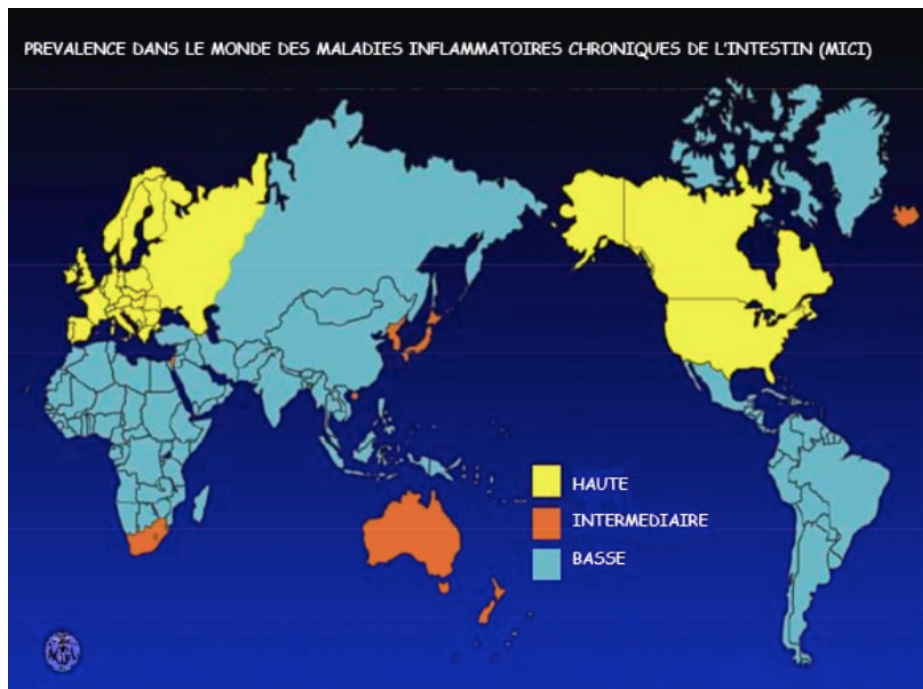 PREVALENCE DANS LE MONDE DES MALADIES INFLAMMATOIRES CHRONIQUES DE L'INTESTIN (MICI)
HAUTE
INTERMEDIAIRE
BASSE